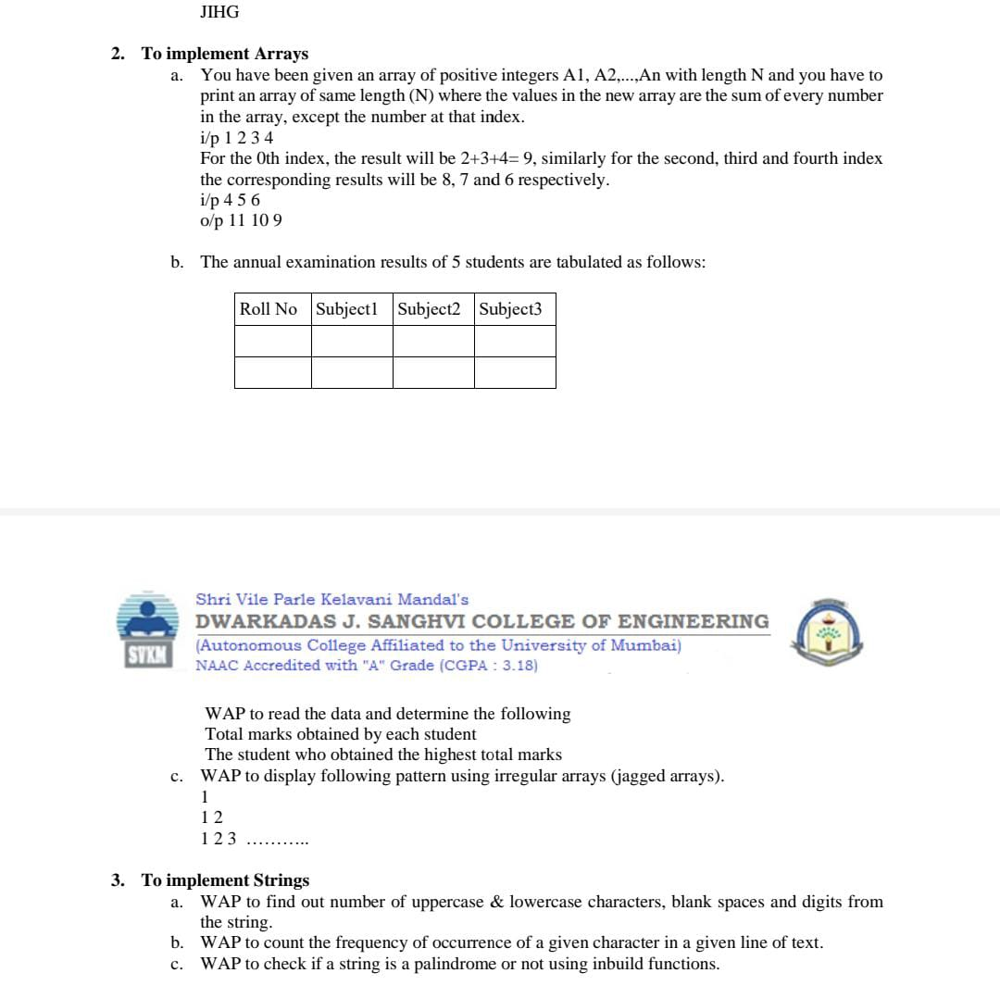 JIHG
2. To implement Arrays
a. You have been given an array of positive integers A1, A2,...,An with length N and you have to
print an array of same length (N) where the values in the new array are the sum of every number
in the array, except the number at that index.
i/p 1 2 3 4
For the 0th index, the result will be 2+3+4= 9, similarly for the second, third and fourth index
the corresponding results will be 8, 7 and 6 respectively.
i/p 4 5 6
o/p 11 10 9
b. The annual examination results of 5 students are tabulated as follows:
Roll No Subject1 Subject2 Subject3
SVKM
Shri Vile Parle Kelavani Mandal's
DWARKADAS J. SANGHVI COLLEGE OF ENGINEERING
(Autonomous College Affiliated to the University of Mumbai)
NAAC Accredited with "A" Grade (CGPA : 3.18)
WAP to read the data and determine the following
Total marks obtained by each student
The student who obtained the highest total marks
c. WAP to display following pattern using irregular arrays (jagged arrays).
1
1 2
1 2 3 ………..
3. To implement Strings
a. WAP to find out number of uppercase & lowercase characters, blank spaces and digits from
the string.
b. WAP to count the frequency of occurrence of a given character in a given line of text.
c. WAP to check if a string is a palindrome or not using inbuild functions.